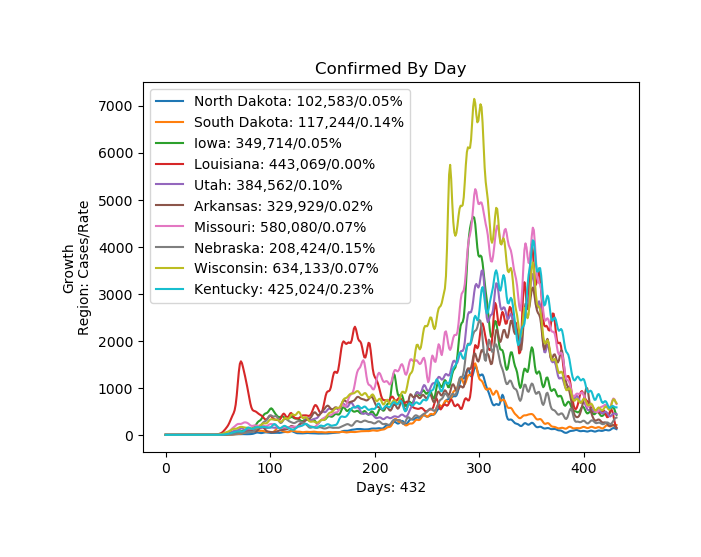 Confirmed By Day
North Dakota: 102,583/0.05%
South Dakota: 117,244/0.14%
Iowa: 349,714/0.05%
Louisiana: 443,069/0.00%
Utah: 384,562/0.10%
Arkansas: 329,929/0.02%
Missouri: 580,080/0.07%
Nebraska: 208,424/0.15%
Wisconsin: 634,133/0.07%
Kentucky: 425,024/0.23%
Growth
Region: Cases/Rate
7000
6000
5000
4000
3000
2000
1000
0
0 100 200 300 400
Days: 432